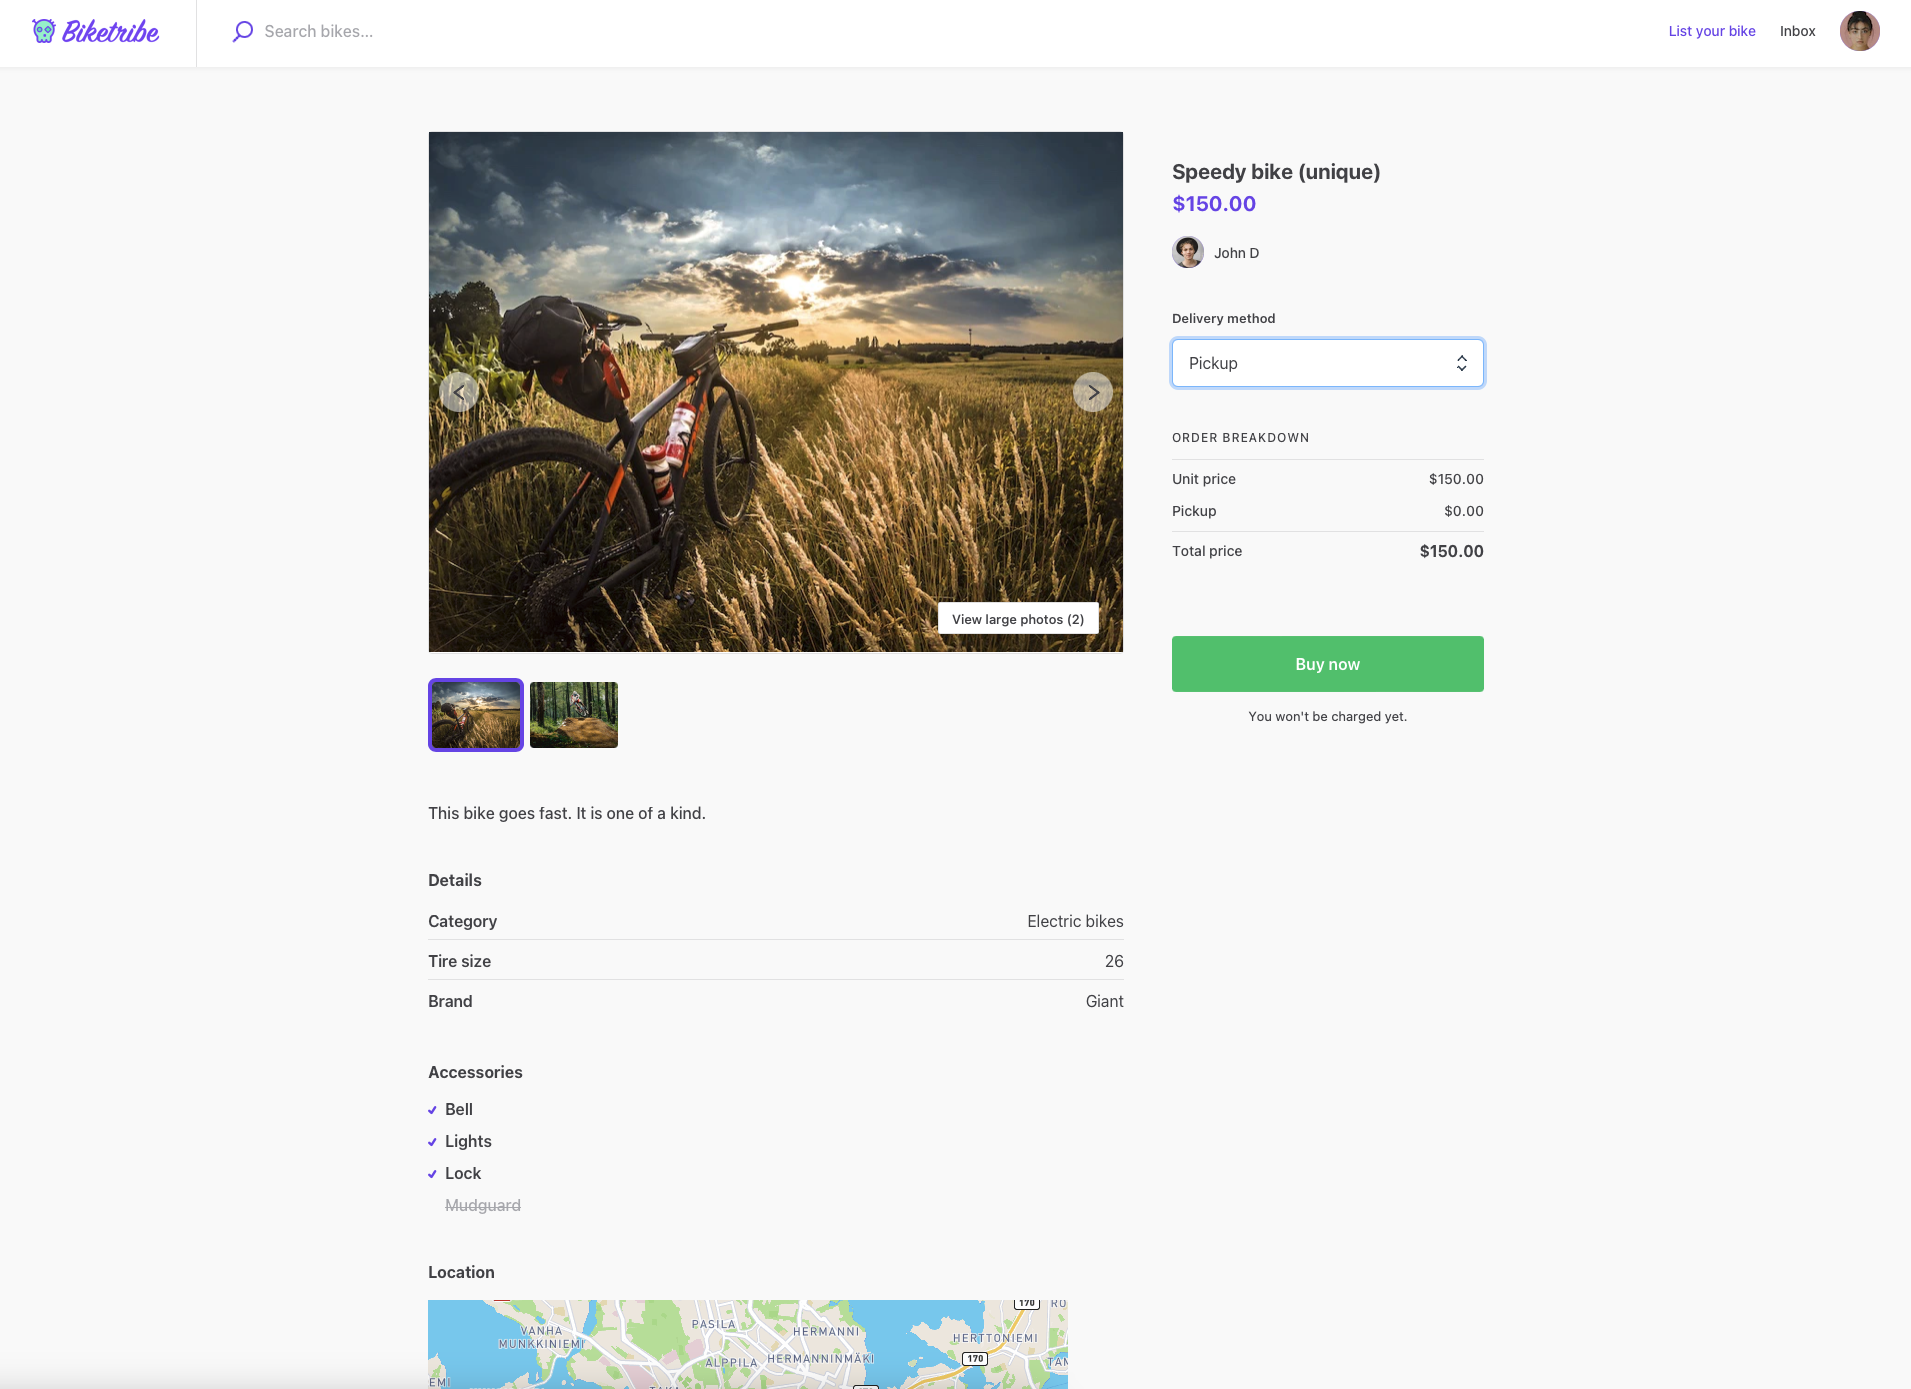 Biketribe
Search bikes...
List your bike
Inbox
Speedy bike (unique)
$150.00
John D
Delivery method
Pickup
ORDER BREAKDOWN
Unit price $150.00
Pickup $0.00
Total price $150.00
Buy now
You won't be charged yet.
View large photos (2)
This bike goes fast. It is one of a kind.
Details
Category Electric bikes
Tire size 26
Brand Giant
Accessories
Bell
Lights
Lock
Mudguard
Location
170
RO
PASILA
VANHA
MUNKKINIEMI
HERMANNI
HERTTONIEMI
ALPPILA
HERMANNINMÄKI
170
TAM
EMI